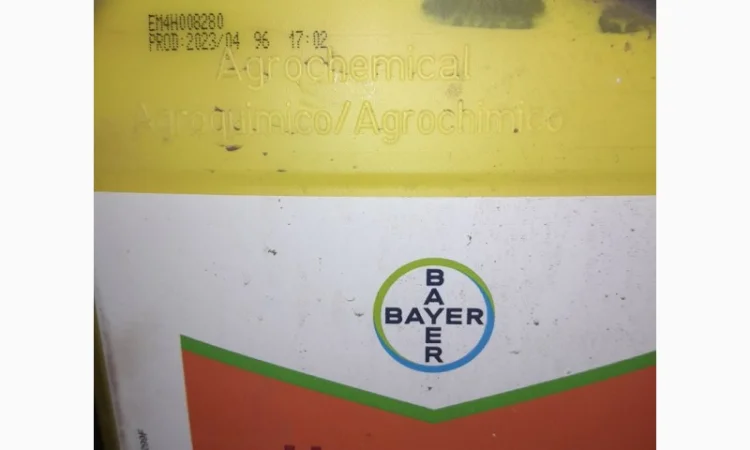 EM4H008280
PROD:2023/04 96 17:02
Agrochemical
Agroquimico/Agrochimico
BAYER
BAYER